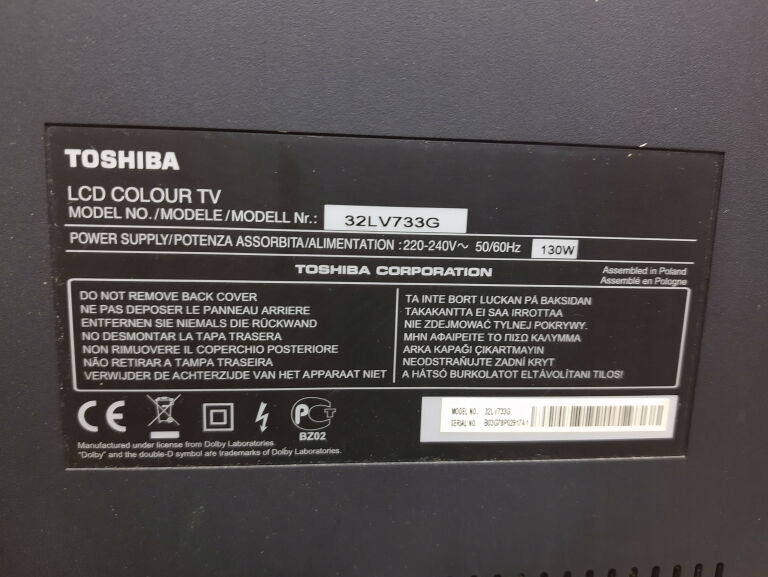 TOSHIBA
LCD COLOUR TV
MODEL NO./MODELE/MODELL Nr.: 32LV733G
POWER SUPPLY/POTENZA ASSORBITA/ALIMENTATION :220-240V~ 50/60Hz 130W
TOSHIBA CORPORATION
Assembled in Poland
Assemblé en Pologne
DO NOT REMOVE BACK COVER
NE PAS DEPOSER LE PANNEAU ARRIERE
ENTFERNEN SIE NIEMALS DIE RÜCKWAND
NO DESMONTAR LA TAPA TRASERA
NON RIMUOVERE IL COPERCHIO POSTERIORE
NÃO RETIRAR A TAMPA TRASEIRA
VERWIJDER DE ACHTERZIJDE VAN HET APPARAAT NIET
TA INTE BORT LUCKAN PÅ BAKSIDAN
TAKAKANTTA EI SAA IRROTTAA
NIE ZDEJMOWAĆ TYLNEJ POKRYWY.
ΜΗΝ ΑΦΑΙΡΕΙΤΕ ΤΟ ΠΙΣΩ ΚΑΛΥΜΜΑ
ARKA KAPAĞI ÇIKARTMAYIN
NEODSTRAŇUJTE ZADNÍ KRYT
A HÁTSÓ BURKOLATOT ELTÁVOLÍTANI TILOS!
CE
PCT
BZ02
MODEL NO. 32LV733G
SERIAL NO. B03G78P02917A1
Manufactured under license from Dolby Laboratories.
"Dolby" and the double-D symbol are trademarks of Dolby Laboratories.